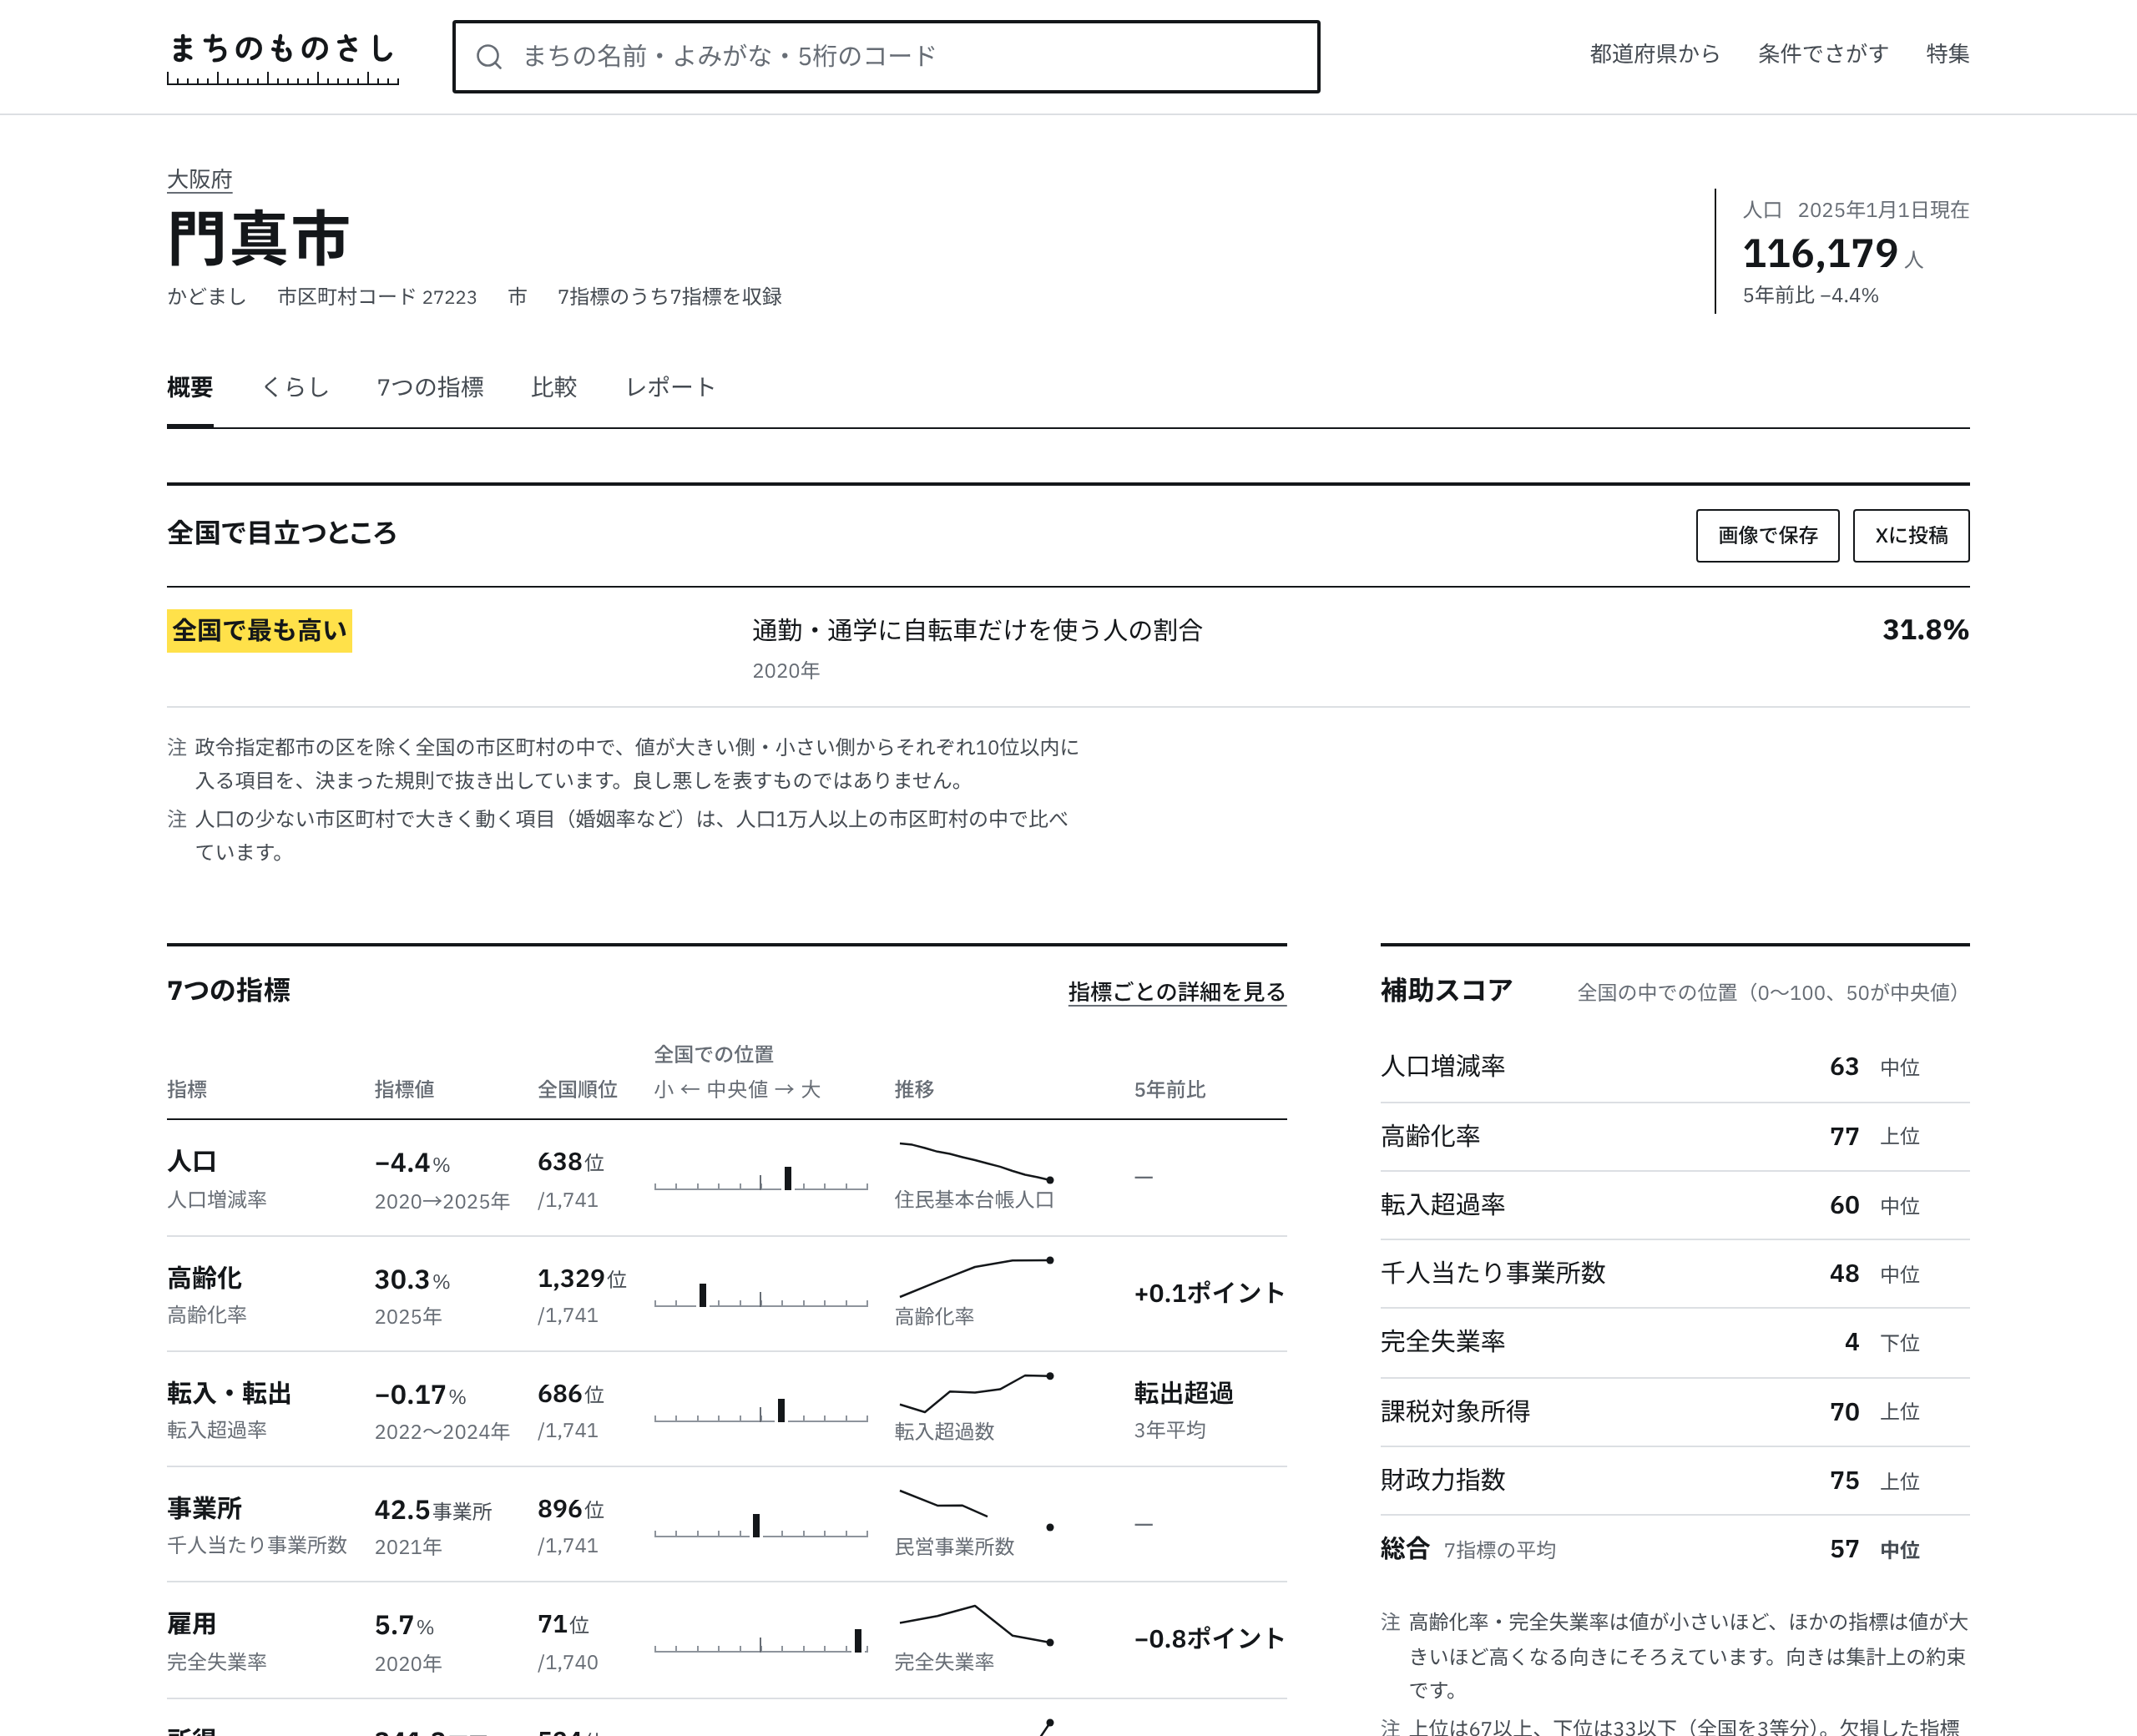 まちのものさし
まちの名前・よみがな・5桁のコード
都道府県から 条件でさがす 特集
大阪府
門真市
かどまし 市区町村コード 27223 市 7指標のうち7指標を収録
人口 2025年1月1日現在
116,179 人
5年前比 −4.4%
概要 くらし 7つの指標 比較 レポート
全国で目立つところ
画像で保存 Xに投稿
全国で最も高い 通勤・通学に自転車だけを使う人の割合 31.8%
2020年
注 政令指定都市の区を除く全国の市区町村の中で、値が大きい側・小さい側からそれぞれ10位以内に
入る項目を、決まった規則で抜き出しています。良し悪しを表すものではありません。
注 人口の少ない市区町村で大きく動く項目（婚姻率など）は、人口1万人以上の市区町村の中で比べ
ています。
7つの指標 指標ごとの詳細を見る
全国での位置
指標 指標値 全国順位 小 ← 中央値 → 大 推移 5年前比
人口 −4.4% 638位 —
人口増減率 2020→2025年 /1,741 住民基本台帳人口
高齢化 30.3% 1,329位 +0.1ポイント
高齢化率 2025年 /1,741 高齢化率
転入・転出 −0.17% 686位 転出超過
転入超過率 2022〜2024年 /1,741 転入超過数 3年平均
事業所 42.5事業所 896位 —
千人当たり事業所数 2021年 /1,741 民営事業所数
雇用 5.7% 71位 −0.8ポイント
完全失業率 2020年 /1,740 完全失業率
補助スコア 全国の中での位置（0〜100、50が中央値）
人口増減率 63 中位
高齢化率 77 上位
転入超過率 60 中位
千人当たり事業所数 48 中位
完全失業率 4 下位
課税対象所得 70 上位
財政力指数 75 上位
総合 7指標の平均 57 中位
注 高齢化率・完全失業率は値が小さいほど、ほかの指標は値が大
きいほど高くなる向きにそろえています。向きは集計上の約束
です。
注 上位は67以上、下位は33以下（全国を3等分）。欠損した指標